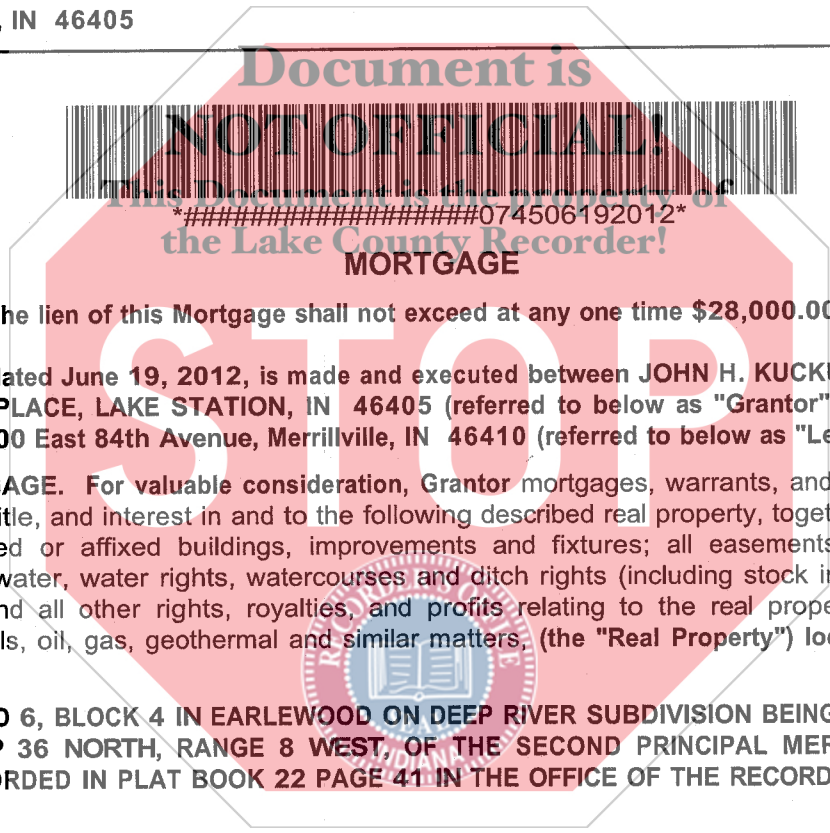 , IN 46405
Document is
NOT OFFICIAL!
This Document is the property of
*###################074506192012*
the Lake County Recorder!
MORTGAGE
he lien of this Mortgage shall not exceed at any one time $28,000.00
ated June 19, 2012, is made and executed between JOHN H. KUCK
PLACE, LAKE STATION, IN 46405 (referred to below as "Grantor"
00 East 84th Avenue, Merrillville, IN 46410 (referred to below as "Le
AGE. For valuable consideration, Grantor mortgages, warrants, and
itle, and interest in and to the following described real property, toget
ed or affixed buildings, improvements and fixtures; all easements
water, water rights, watercourses and ditch rights (including stock in
nd all other rights, royalties, and profits relating to the real prope
ls, oil, gas, geothermal and similar matters, (the "Real Property") loc
6, BLOCK 4 IN EARLEWOOD ON DEEP RIVER SUBDIVISION BEING
P 36 NORTH, RANGE 8 WEST, OF THE SECOND PRINCIPAL MER
ORDED IN PLAT BOOK 22 PAGE 41 IN THE OFFICE OF THE RECORD
STOP
INDIANA